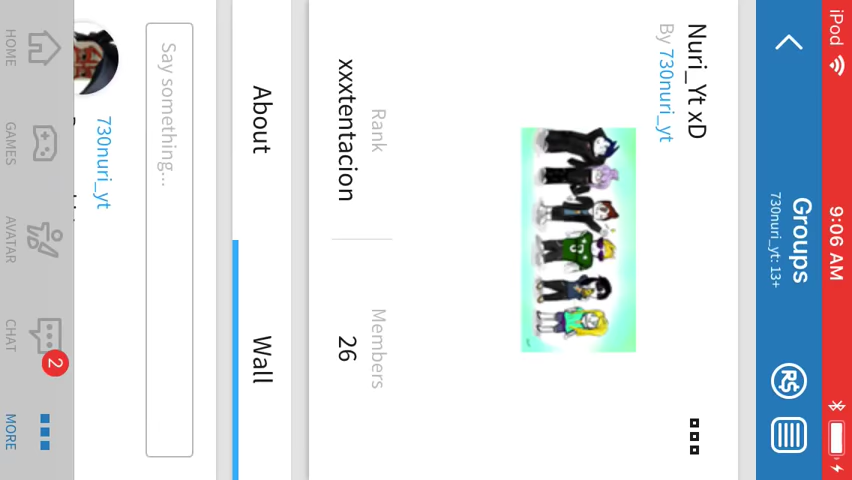 iPod 9:06 AM
Groups
730nuri_yt: 13+
R$
Nuri_Yt xD
By 730nuri_yt
Rank
Members
xxxtentacion
26
About
Wall
Say something...
730nuri_yt
2
HOME
GAMES
AVATAR
CHAT
MORE